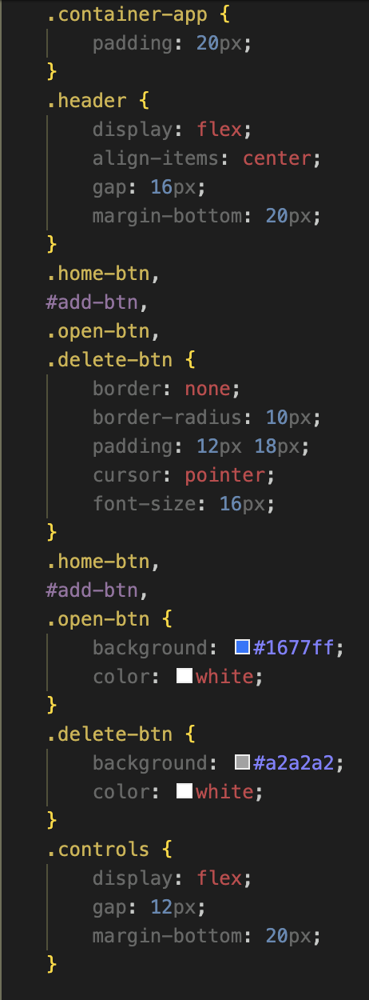 .container-app {
padding: 20px;
}
.header {
display: flex;
align-items: center;
gap: 16px;
margin-bottom: 20px;
}
.home-btn,
#add-btn,
.open-btn,
.delete-btn {
border: none;
border-radius: 10px;
padding: 12px 18px;
cursor: pointer;
font-size: 16px;
}
.home-btn,
#add-btn,
.open-btn {
background: #1677ff;
color: white;
}
.delete-btn {
background: #a2a2a2;
color: white;
}
.controls {
display: flex;
gap: 12px;
margin-bottom: 20px;
}